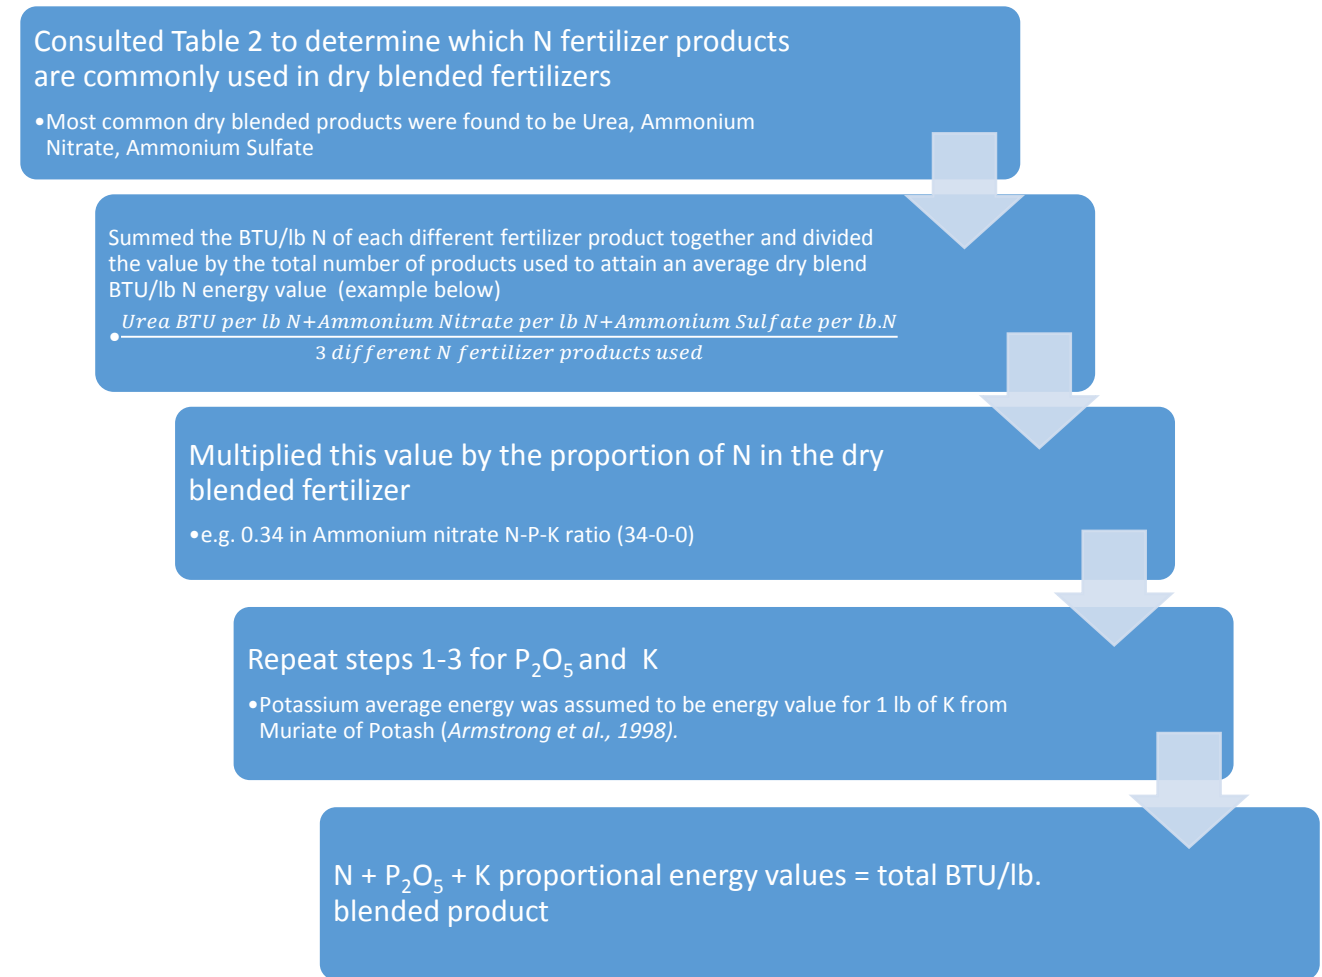 Consulted Table 2 to determine which N fertilizer products
are commonly used in dry blended fertilizers
•Most common dry blended products were found to be Urea, Ammonium
Nitrate, Ammonium Sulfate
Summed the BTU/lb N of each different fertilizer product together and divided
the value by the total number of products used to attain an average dry blend
BTU/lb N energy value (example below)
•Urea BTU per lb N+Ammonium Nitrate per lb N+Ammonium Sulfate per lb.N
3 different N fertilizer products used
Multiplied this value by the proportion of N in the dry
blended fertilizer
•e.g. 0.34 in Ammonium nitrate N-P-K ratio (34-0-0)
Repeat steps 1-3 for P₂O₅ and K
•Potassium average energy was assumed to be energy value for 1 lb of K from
Muriate of Potash (Armstrong et al., 1998).
N + P₂O₅ + K proportional energy values = total BTU/lb.
blended product